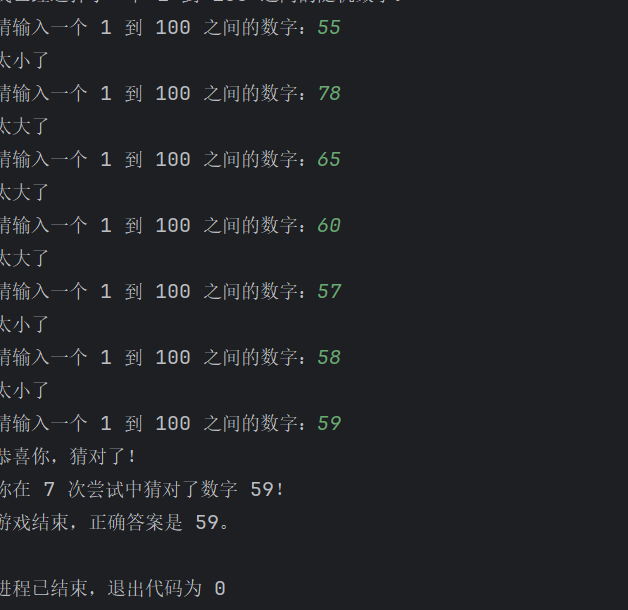 请输入一个 1 到 100 之间的数字：55
太小了
请输入一个 1 到 100 之间的数字：78
太大了
请输入一个 1 到 100 之间的数字：65
太大了
请输入一个 1 到 100 之间的数字：60
太大了
请输入一个 1 到 100 之间的数字：57
太小了
请输入一个 1 到 100 之间的数字：58
太小了
请输入一个 1 到 100 之间的数字：59
恭喜你，猜对了！
你在 7 次尝试中猜对了数字 59！
游戏结束，正确答案是 59。
进程已结束，退出代码为 0